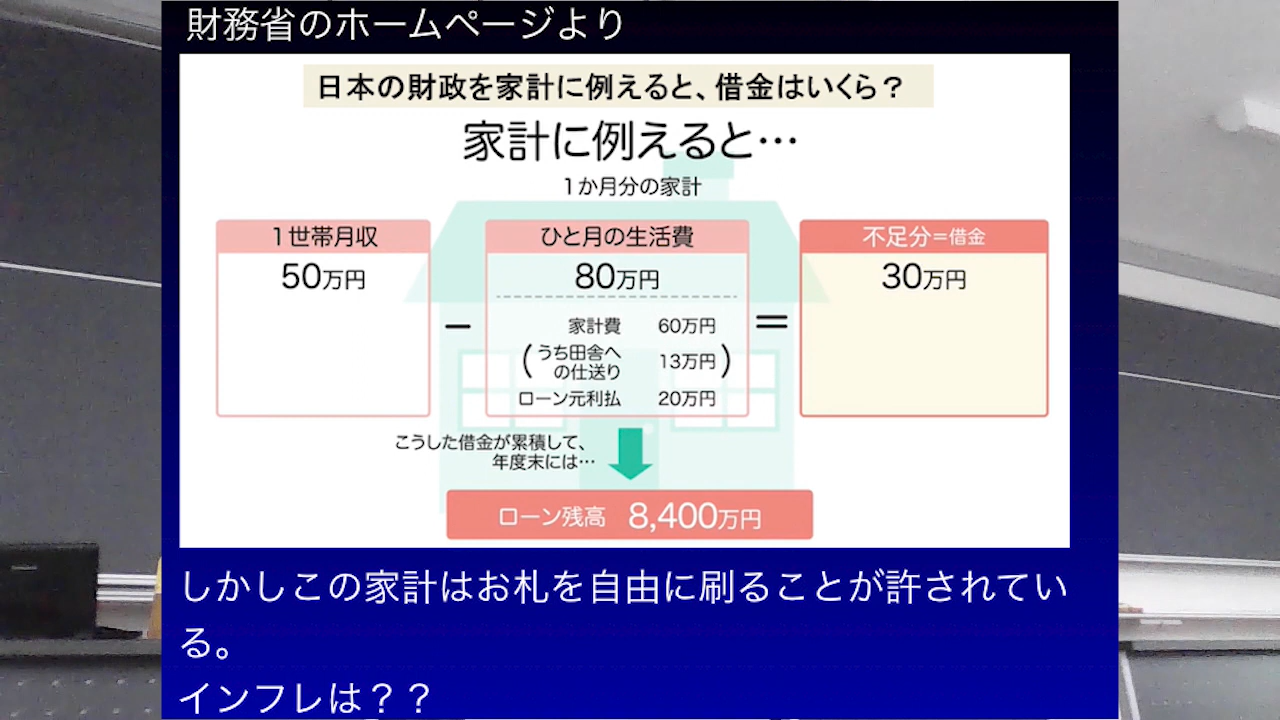 財務省のホームページより
日本の財政を家計に例えると、借金はいくら？
家計に例えると…
1か月分の家計
1世帯月収
50万円
−
ひと月の生活費
80万円
家計費 60万円
(うち田舎へ
の仕送り 13万円)
ローン元利払 20万円
=
不足分=借金
30万円
こうした借金が累積して、
年度末には…
ローン残高 8,400万円
しかしこの家計はお札を自由に刷ることが許されてい
る。
インフレは？？